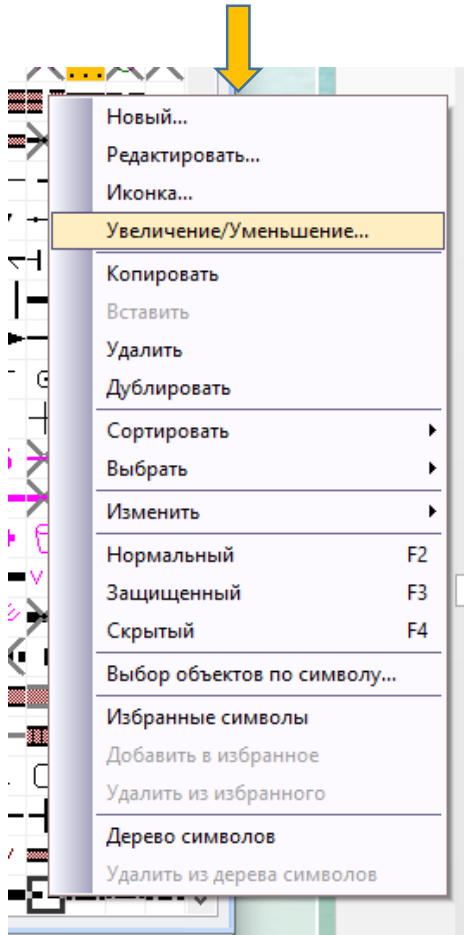 Новый...
Редактировать...
Иконка...
Увеличение/Уменьшение...
Копировать
Вставить
Удалить
Дублировать
Сортировать
Выбрать
Изменить
Нормальный F2
Защищенный F3
Скрытый F4
Выбор объектов по символу...
Избранные символы
Добавить в избранное
Удалить из избранного
Дерево символов
Удалить из дерева символов